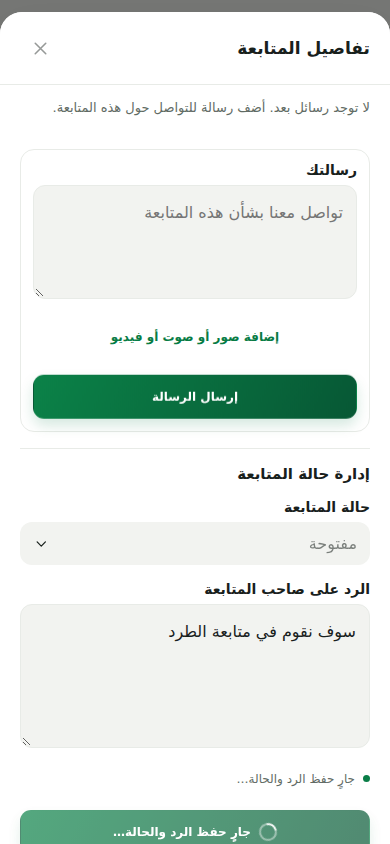 تفاصيل المتابعة
لا توجد رسائل بعد. أضف رسالة للتواصل حول هذه المتابعة.
رسالتك
تواصل معنا بشأن هذه المتابعة
إضافة صور أو صوت أو فيديو
إرسال الرسالة
إدارة حالة المتابعة
حالة المتابعة
مفتوحة
الرد على صاحب المتابعة
سوف نقوم في متابعة الطرد
جارٍ حفظ الرد والحالة...
جارٍ حفظ الرد والحالة...